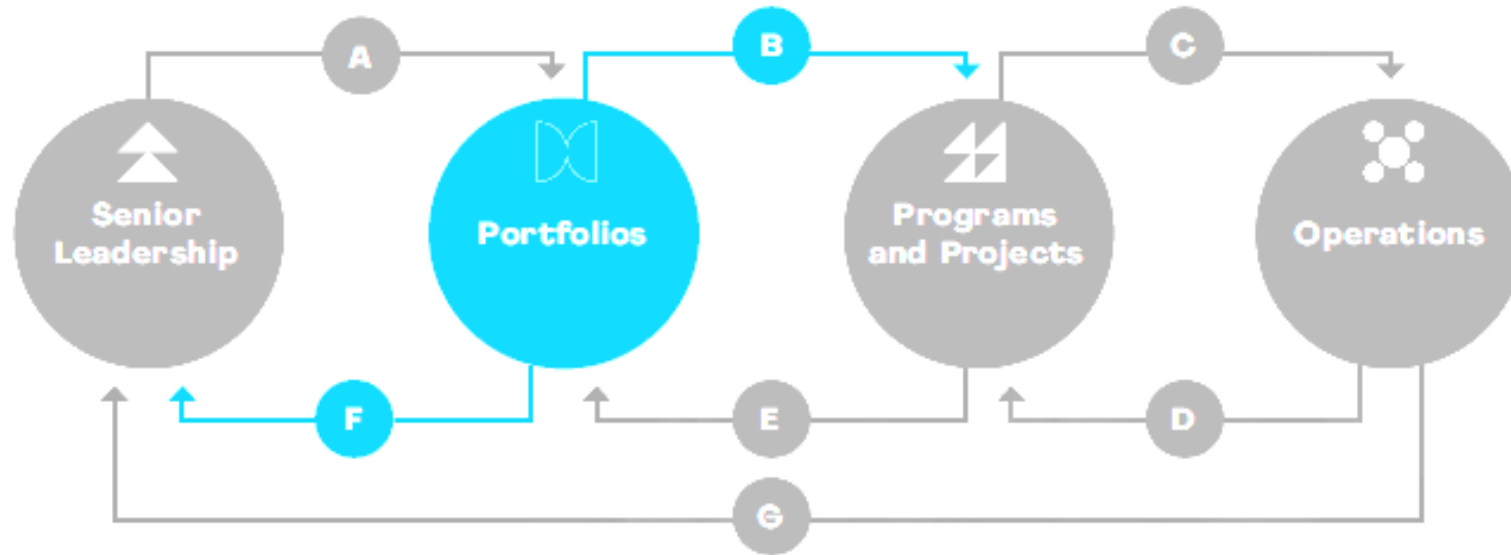 A
B
C
Senior
Leadership
Portfolios
Programs
and Projects
Operations
F
E
D
G